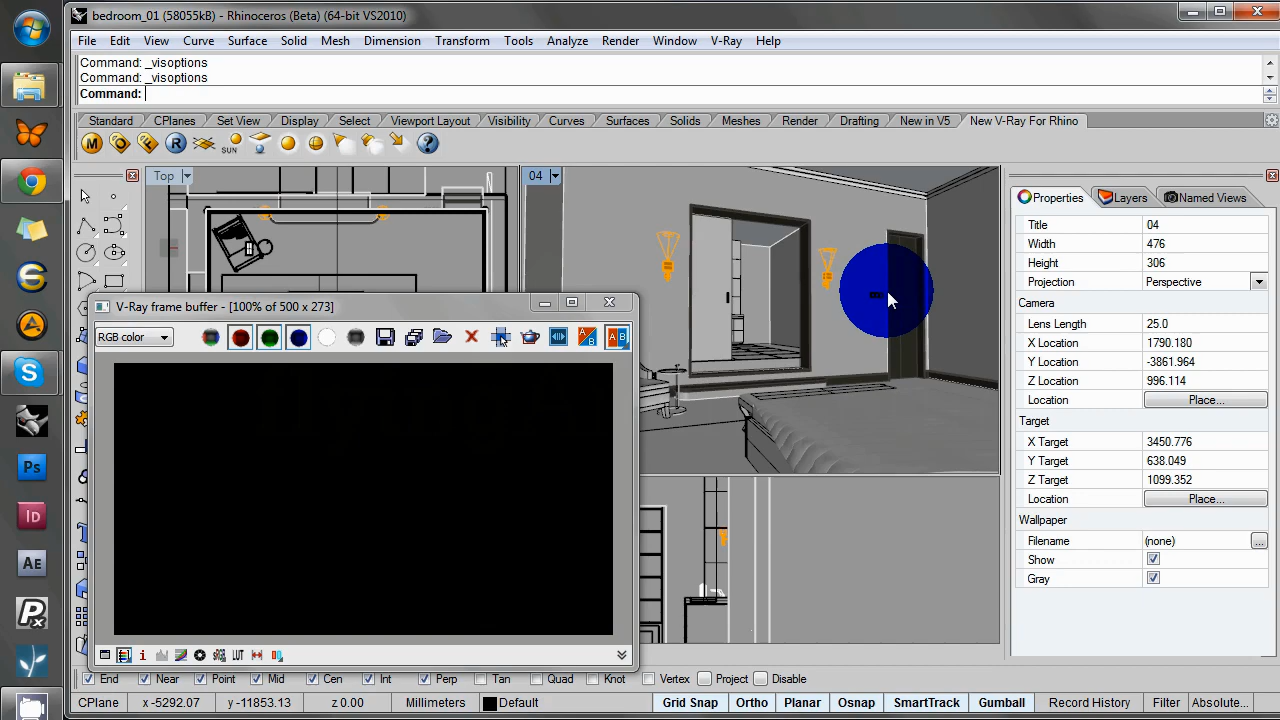 bedroom_01 (58055kB) - Rhinoceros (Beta) (64-bit VS2010)
File Edit View Curve Surface Solid Mesh Dimension Transform Tools Analyze Render Window V-Ray Help
Command: _visoptions
Command: _visoptions
Command:
Standard CPlanes Set View Display Select Viewport Layout Visibility Curves Surfaces Solids Meshes Render Drafting New in V5 New V-Ray For Rhino
M O F R SUN ?
Top 04
Properties Layers Named Views
Title 04
Width 476
Height 306
Projection Perspective
Camera
Lens Length 25.0
X Location 1790.180
Y Location -3861.964
Z Location 996.114
Location Place...
Target
X Target 3450.776
Y Target 638.049
Z Target 1099.352
Location Place...
Wallpaper
Filename (none) ...
Show
Gray
V-Ray frame buffer - [100% of 500 x 273]
RGB color
LUT
S
Ps
Id
AE
End Near Point Mid Cen Int Perp Tan Quad Knot Vertex Project Disable
CPlane x -5292.07 y -11853.13 z 0.00 Millimeters Default Grid Snap Ortho Planar Osnap SmartTrack Gumball Record History Filter Absolute...